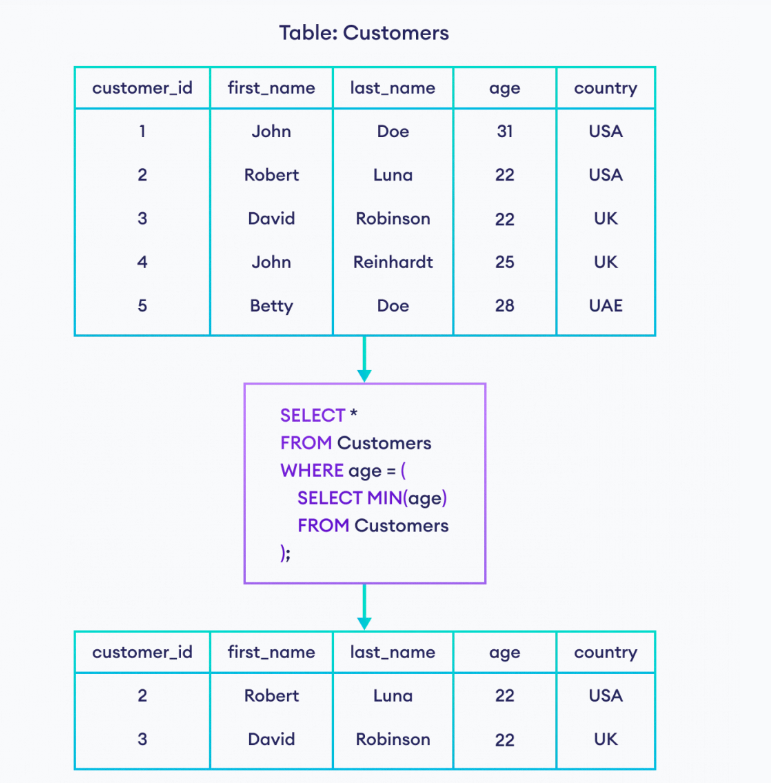 Table: Customers
customer_id first_name last_name age country
1 John Doe 31 USA
2 Robert Luna 22 USA
3 David Robinson 22 UK
4 John Reinhardt 25 UK
5 Betty Doe 28 UAE
SELECT *
FROM Customers
WHERE age = (
SELECT MIN(age)
FROM Customers
);
customer_id first_name last_name age country
2 Robert Luna 22 USA
3 David Robinson 22 UK